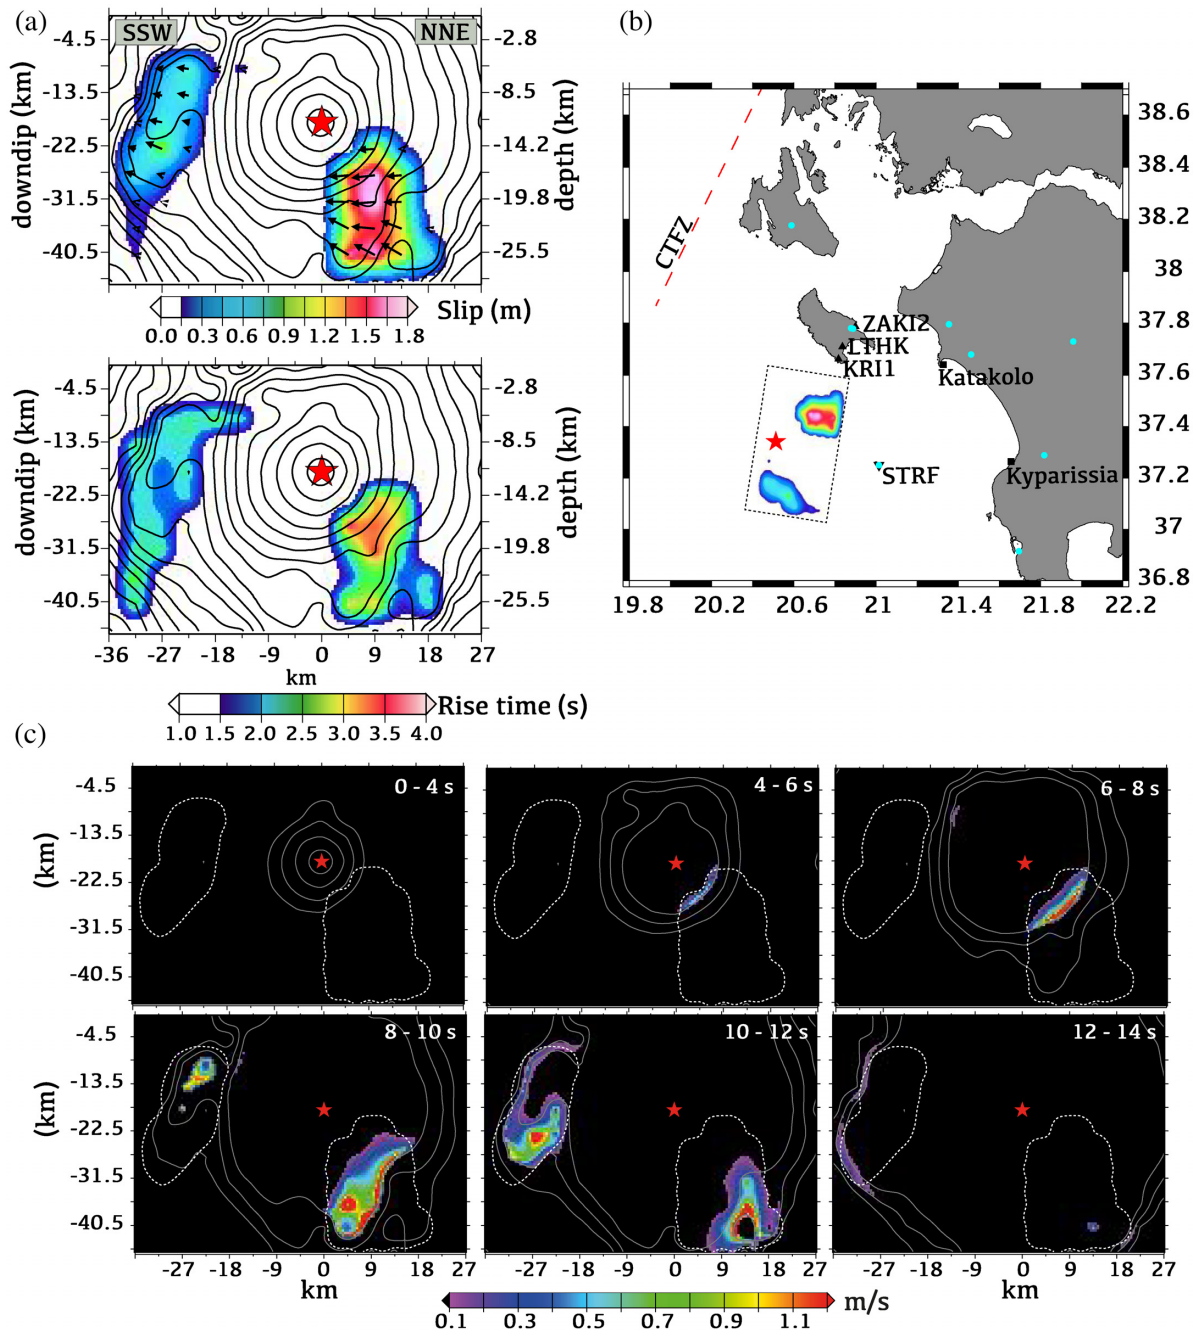 (a)
SSW
NNE
-4.5
-13.5
-22.5
-31.5
-40.5
downdip (km)
-2.8
-8.5
-14.2
-19.8
-25.5
depth (km)
0.0 0.3 0.6 0.9 1.2 1.5 1.8
Slip (m)
-4.5
-13.5
-22.5
-31.5
-40.5
downdip (km)
-2.8
-8.5
-14.2
-19.8
-25.5
depth (km)
-36 -27 -18 -9 0 9 18 27
km
1.0 1.5 2.0 2.5 3.0 3.5 4.0
Rise time (s)
(b)
CTFZ
ZAKI2
LTHK
KRI1
Katakolo
STRF
Kyparissia
38.6
38.4
38.2
38
37.8
37.6
37.4
37.2
37
36.8
19.8 20.2 20.6 21 21.4 21.8 22.2
(c)
-4.5
-13.5
-22.5
-31.5
-40.5
(km)
0 - 4 s
4 - 6 s
6 - 8 s
-4.5
-13.5
-22.5
-31.5
-40.5
(km)
8 - 10 s
10 - 12 s
12 - 14 s
-27 -18 -9 0 9 18 27
-27 -18 -9 0 9 18 27
-27 -18 -9 0 9 18 27
km
km
0.1 0.3 0.5 0.7 0.9 1.1
m/s